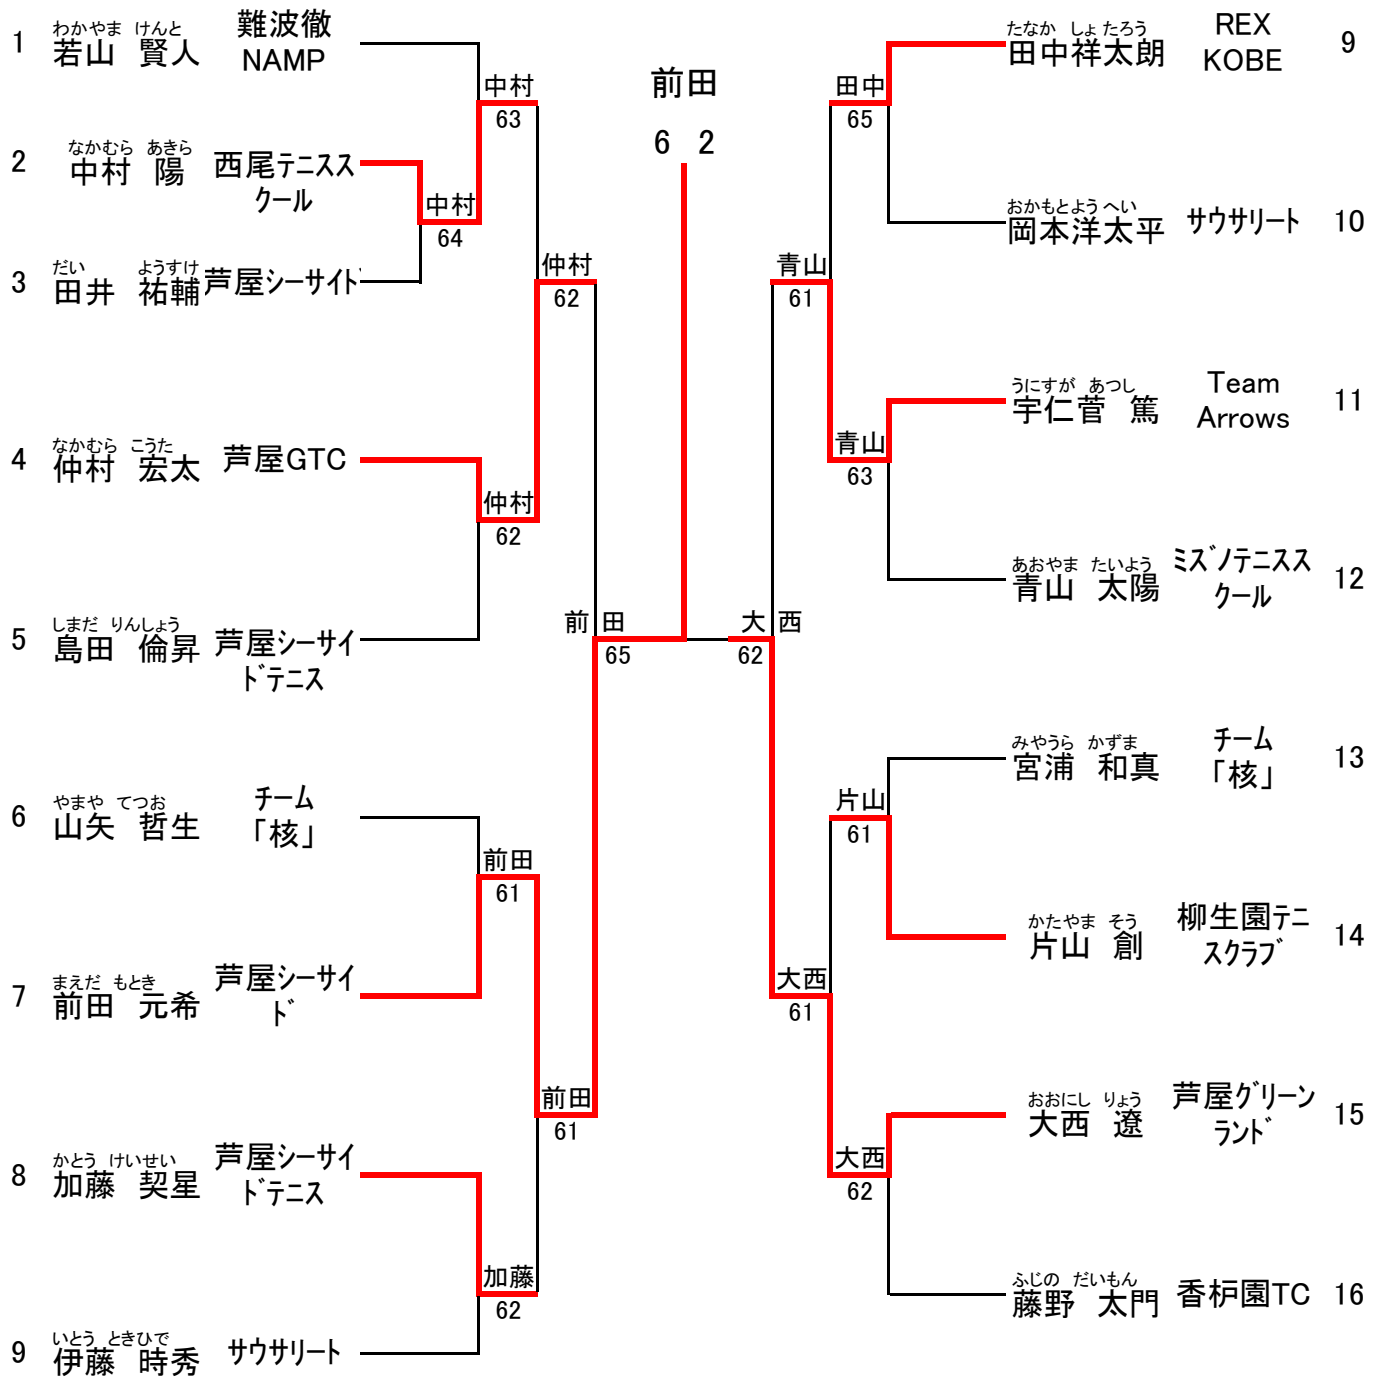 1
わかやま けんと
若山 賢人
難波徹
NAMP
2
なかむら あきら
中村 陽
西尾テニスス
クール
3
だい ようすけ
田井 祐輔
芦屋シーサイト
4
なかむら こうた
仲村 宏太
芦屋GTC
5
しまだ りんしょう
島田 倫昇
芦屋シーサイ
ドテニス
6
やまや てつお
山矢 哲生
チーム
「核」
7
まえだ もとき
前田 元希
芦屋シーサイ
ド
8
かとう けいせい
加藤 契星
芦屋シーサイ
ドテニス
9
いとう ときひで
伊藤 時秀
サウサリート
中村
63
中村
64
仲村
62
仲村
62
前田
65
前田
61
前田
61
加藤
62
前田
6 2
田中
65
青山
61
青山
63
大西
62
片山
61
大西
61
大西
62
たなか しょたろう
田中祥太朗
REX
KOBE
9
おかもとようへい
岡本洋太平
サウサリート
10
うにすが あつし
宇仁菅 篤
Team
Arrows
11
あおやま たいよう
青山 太陽
ミズノテニスス
クール
12
みやうら かずま
宮浦 和真
チーム
「核」
13
かたやま そう
片山 創
柳生園テニ
スクラブ
14
おおにし りょう
大西 遼
芦屋グリーン
ランド
15
ふじの だいもん
藤野 太門
香枦園TC
16